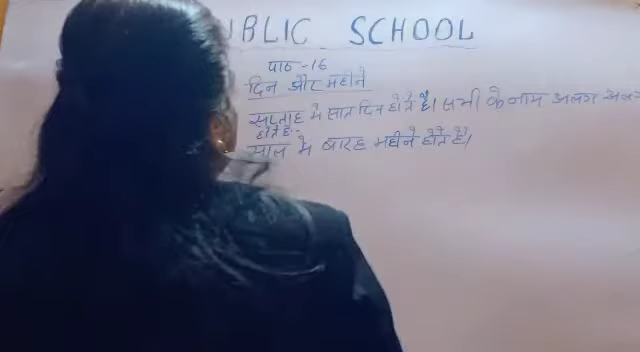 UBLIC SCHOOL
पाठ -16
दिन और महीने
सप्ताह में सात दिन होते है। सभी के नाम अलग अलग
होते हैः-
साल में बारह महीने होते है।